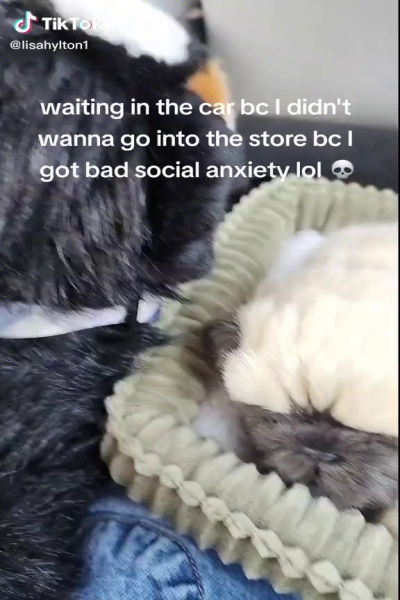 TikTok
@lisahylton1
waiting in the car bc I didn't
wanna go into the store bc I
got bad social anxiety lol 💀